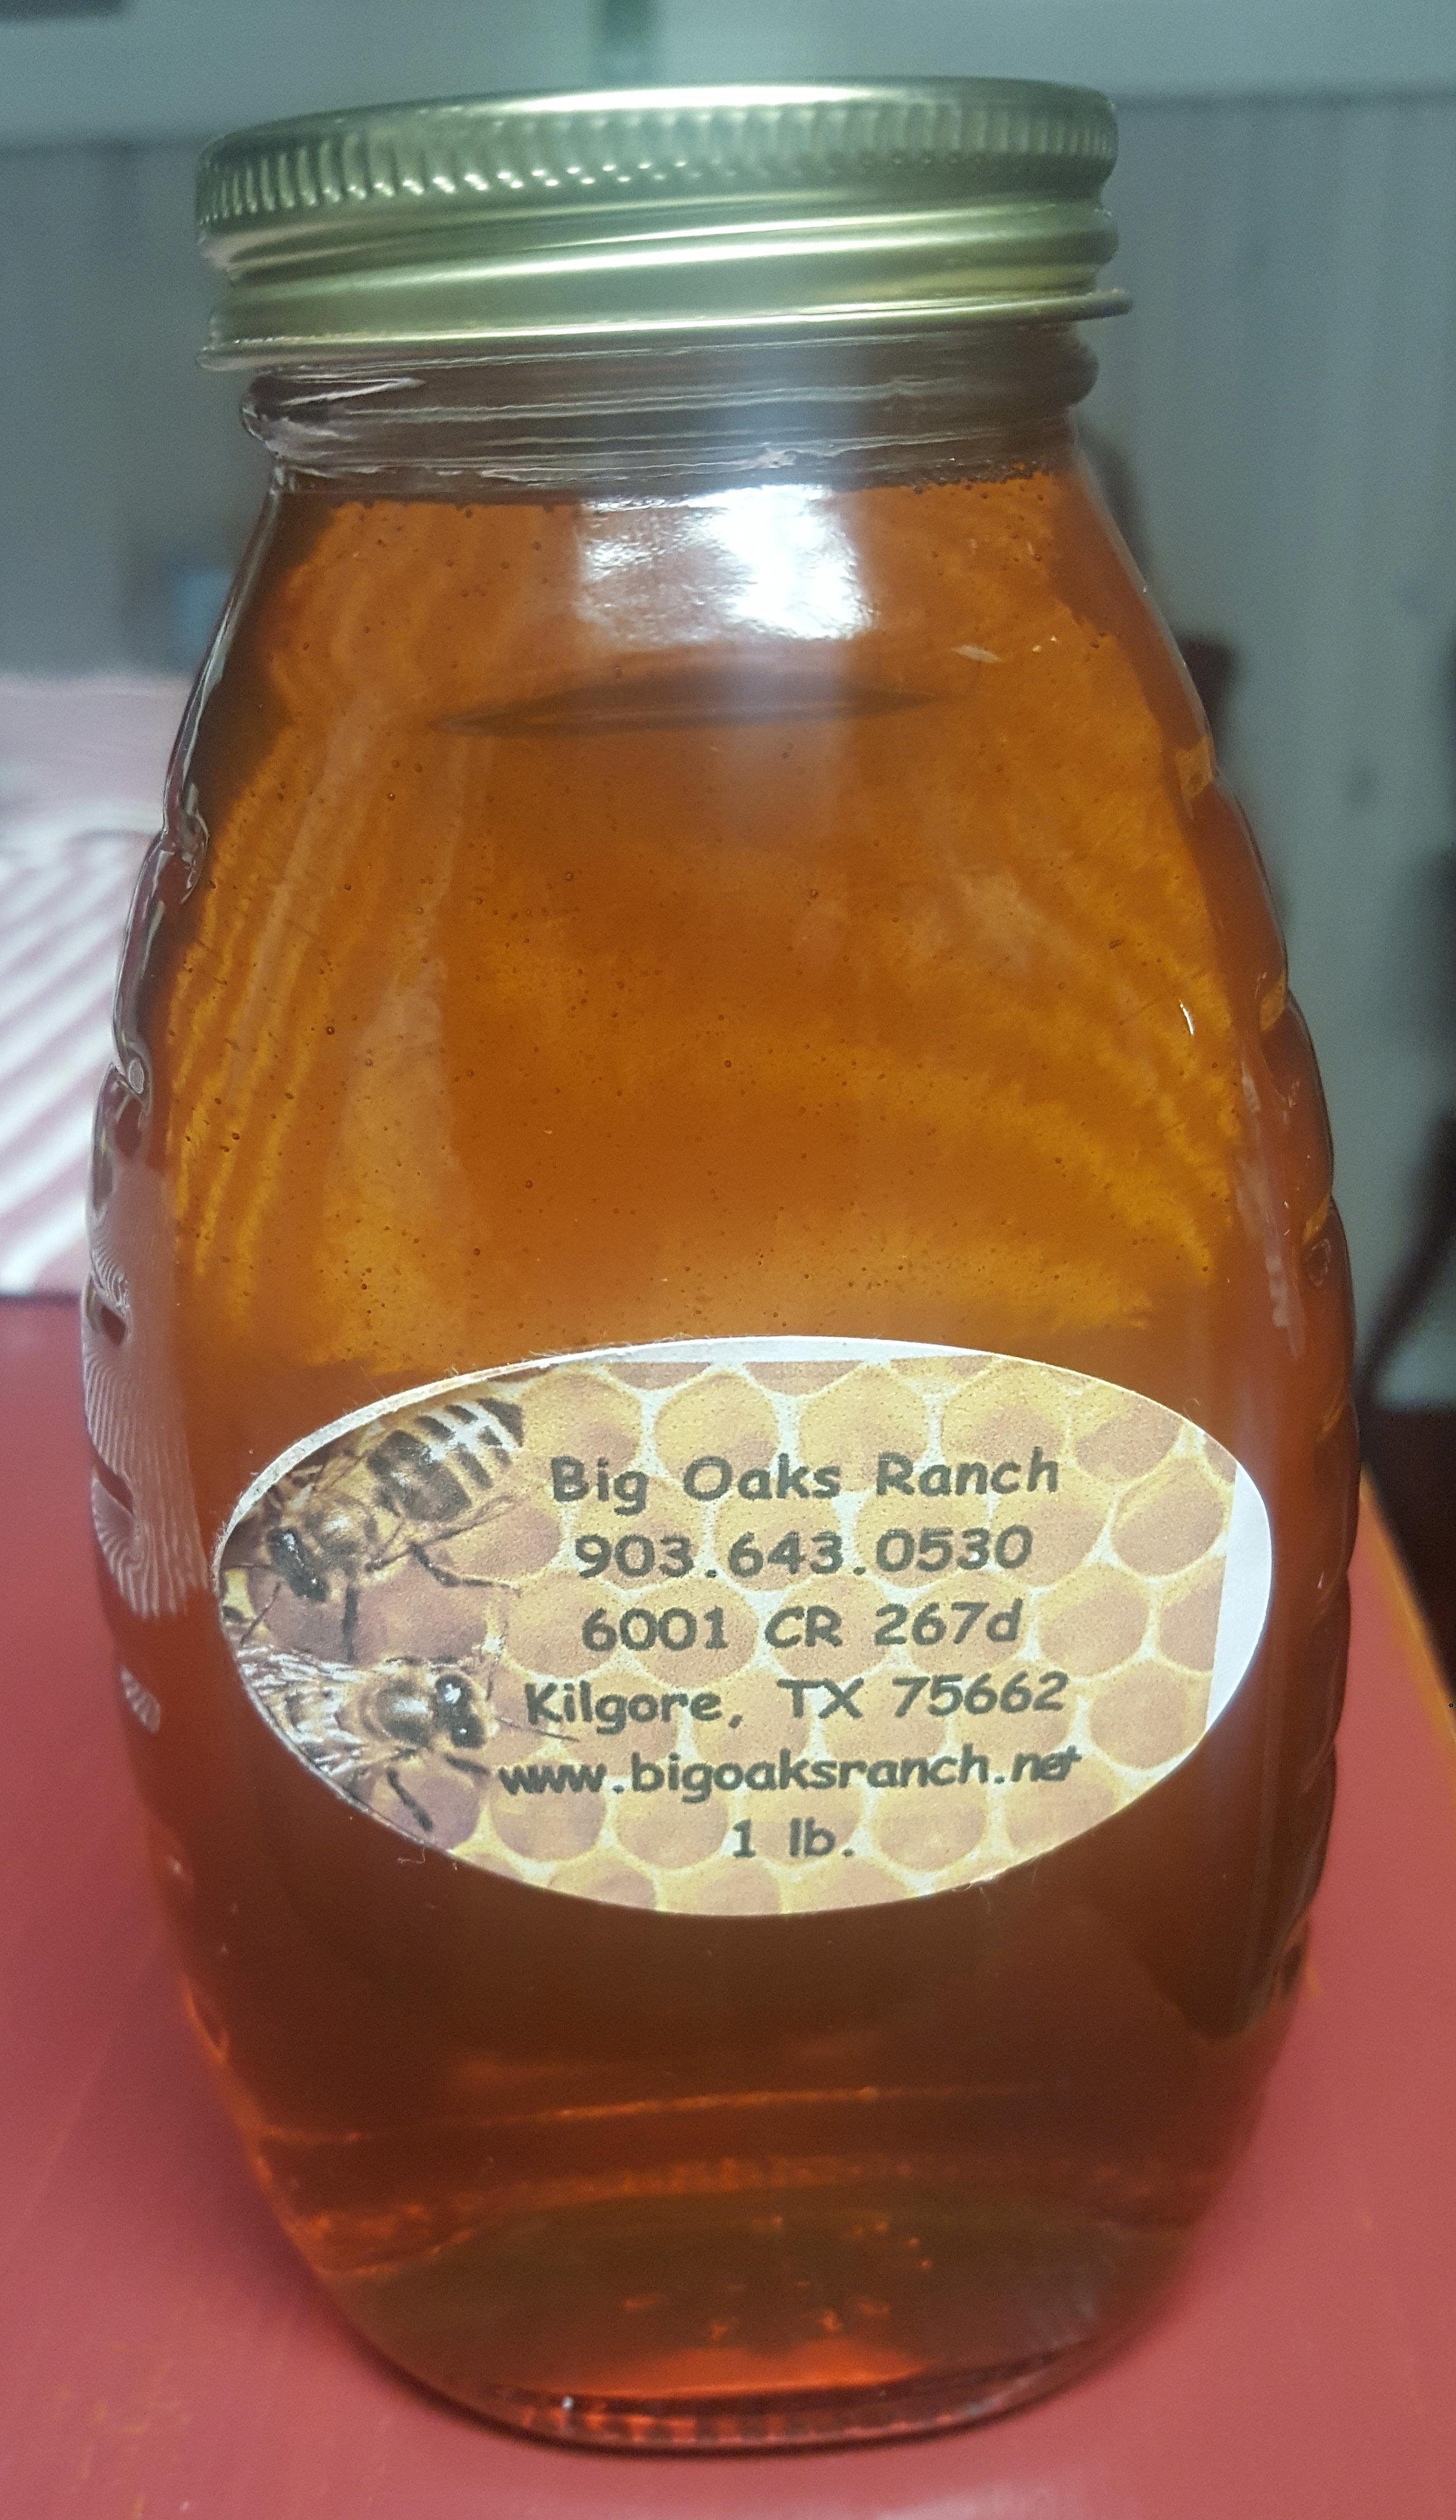 Big Oaks Ranch
903.643.0530
6001 CR 267d
Kilgore, TX 75662
www.bigoaksranch.net
1 lb.